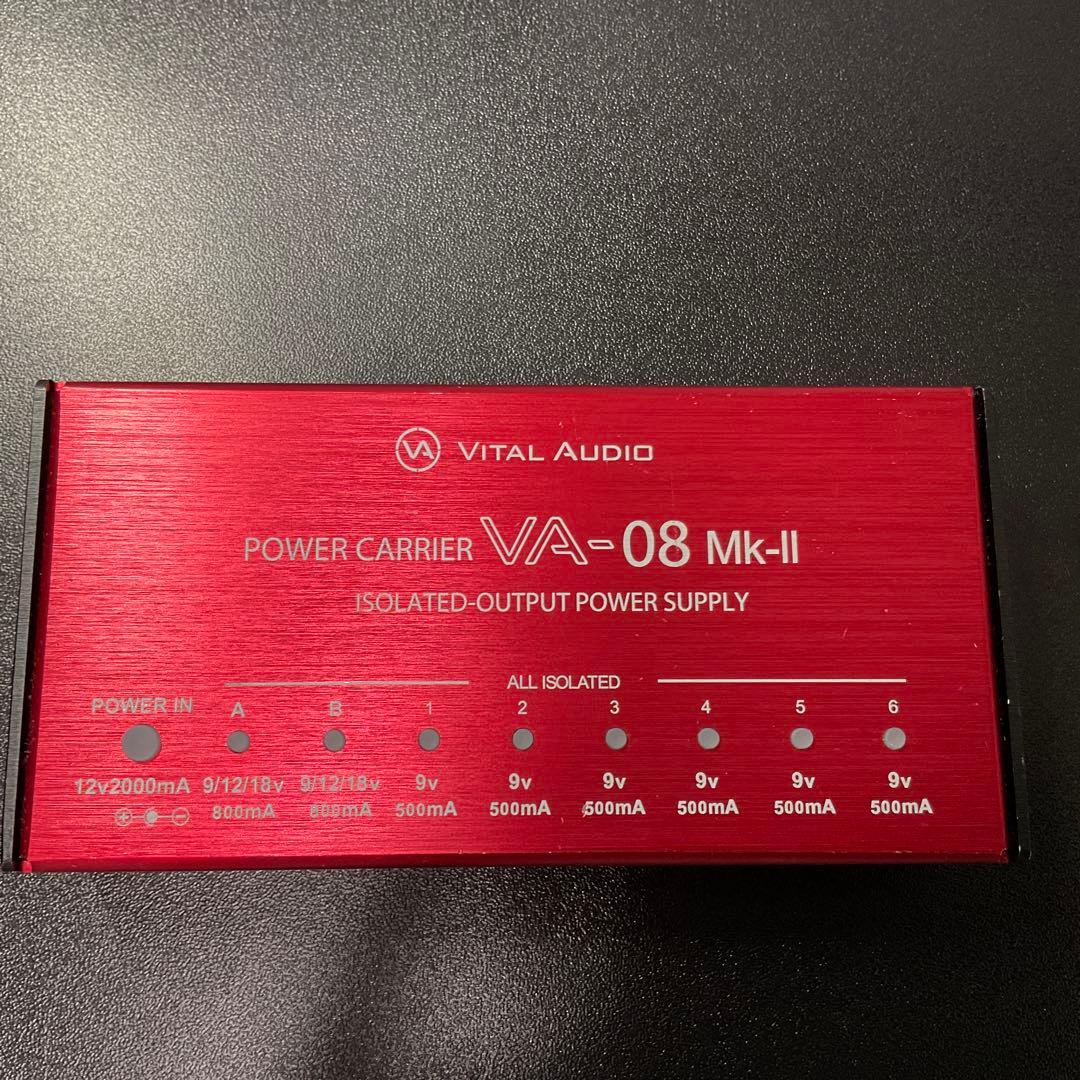 VA VITAL AUDIO
POWER CARRIER VA-08 Mk-II
ISOLATED-OUTPUT POWER SUPPLY
ALL ISOLATED
POWER IN A B 1 2 3 4 5 6
12v2000mA 9/12/18v 9/12/18v 9v 9v 9v 9v 9v 9v
800mA 800mA 500mA 500mA 500mA 500mA 500mA 500mA